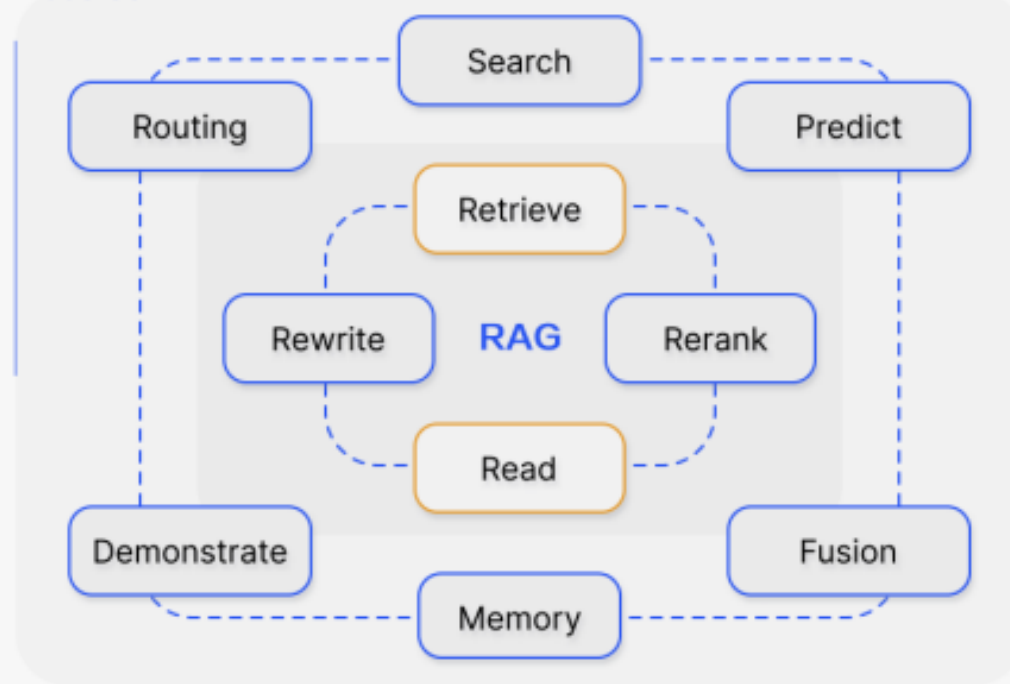 Search
Routing
Predict
Retrieve
Rewrite
RAG
Rerank
Read
Demonstrate
Fusion
Memory